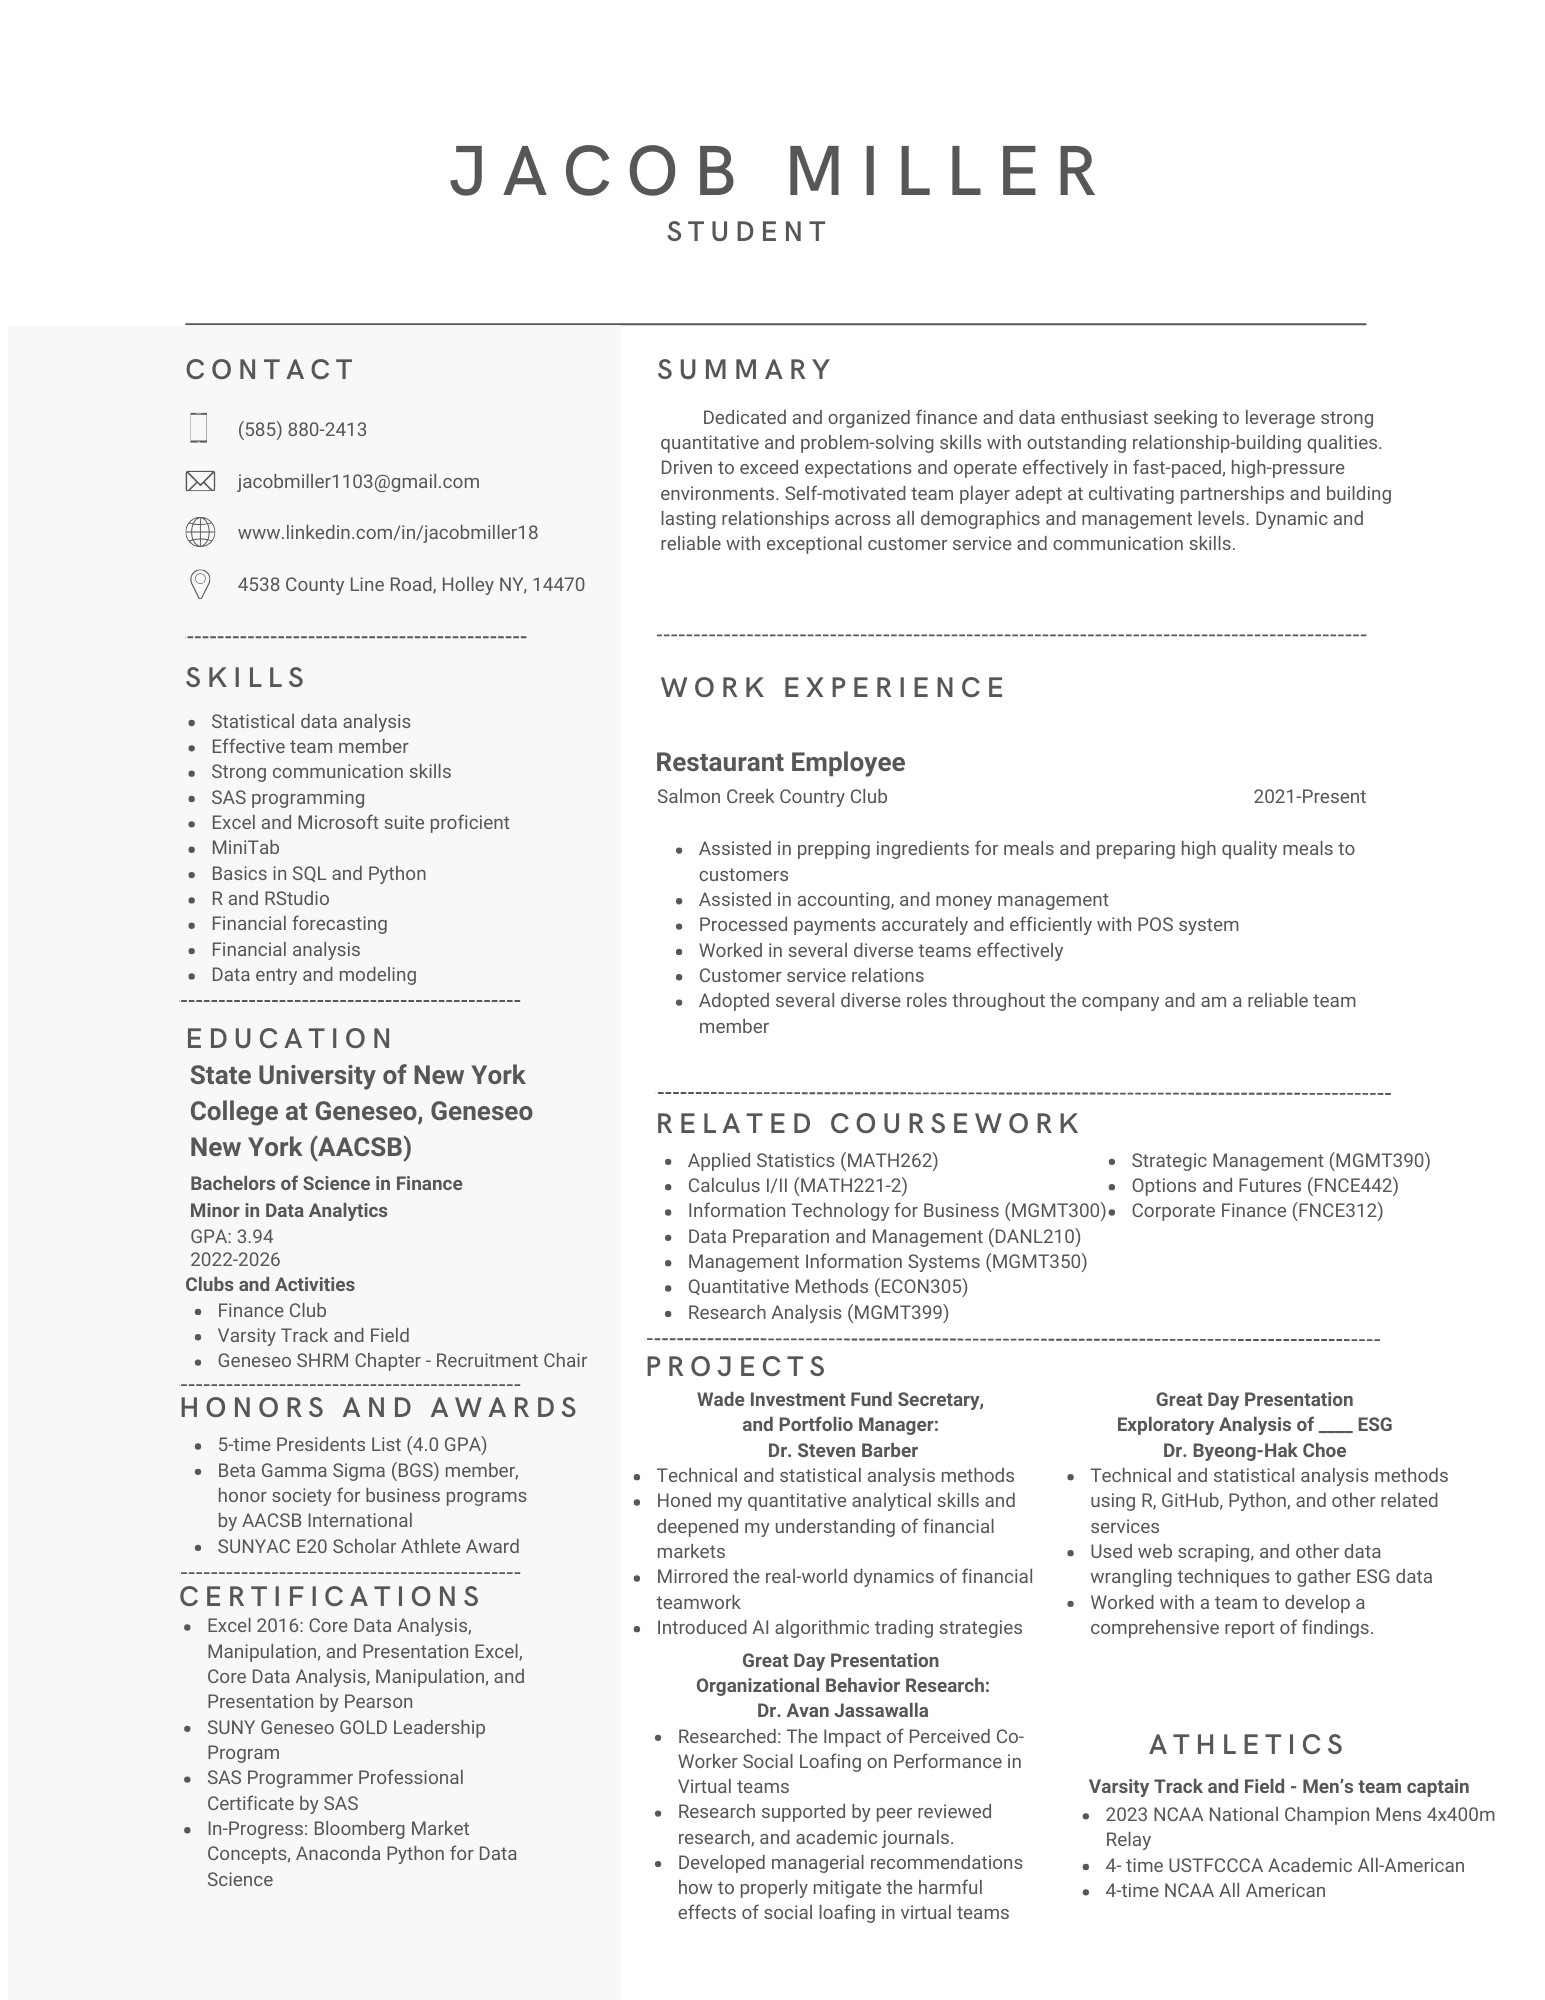 JACOB MILLER
STUDENT
CONTACT
(585) 880-2413
jacobmiller1103@gmail.com
www.linkedin.com/in/jacobmiller18
4538 County Line Road, Holley NY, 14470
SKILLS
• Statistical data analysis
• Effective team member
• Strong communication skills
• SAS programming
• Excel and Microsoft suite proficient
• MiniTab
• Basics in SQL and Python
• R and RStudio
• Financial forecasting
• Financial analysis
• Data entry and modeling
EDUCATION
State University of New York
College at Geneseo, Geneseo
New York (AACSB)
Bachelors of Science in Finance
Minor in Data Analytics
GPA: 3.94
2022-2026
Clubs and Activities
• Finance Club
• Varsity Track and Field
• Geneseo SHRM Chapter - Recruitment Chair
HONORS AND AWARDS
• 5-time Presidents List (4.0 GPA)
• Beta Gamma Sigma (BGS) member,
honor society for business programs
by AACSB International
• SUNYAC E20 Scholar Athlete Award
CERTIFICATIONS
• Excel 2016: Core Data Analysis,
Manipulation, and Presentation Excel,
Core Data Analysis, Manipulation, and
Presentation by Pearson
• SUNY Geneseo GOLD Leadership
Program
• SAS Programmer Professional
Certificate by SAS
• In-Progress: Bloomberg Market
Concepts, Anaconda Python for Data
Science
SUMMARY
Dedicated and organized finance and data enthusiast seeking to leverage strong
quantitative and problem-solving skills with outstanding relationship-building qualities.
Driven to exceed expectations and operate effectively in fast-paced, high-pressure
environments. Self-motivated team player adept at cultivating partnerships and building
lasting relationships across all demographics and management levels. Dynamic and
reliable with exceptional customer service and communication skills.
WORK EXPERIENCE
Restaurant Employee
Salmon Creek Country Club 2021-Present
• Assisted in prepping ingredients for meals and preparing high quality meals to
customers
• Assisted in accounting, and money management
• Processed payments accurately and efficiently with POS system
• Worked in several diverse teams effectively
• Customer service relations
• Adopted several diverse roles throughout the company and am a reliable team
member
RELATED COURSEWORK
• Applied Statistics (MATH262)
• Calculus I/II (MATH221-2)
• Information Technology for Business (MGMT300)
• Data Preparation and Management (DANL210)
• Management Information Systems (MGMT350)
• Quantitative Methods (ECON305)
• Research Analysis (MGMT399)
• Strategic Management (MGMT390)
• Options and Futures (FNCE442)
• Corporate Finance (FNCE312)
PROJECTS
Wade Investment Fund Secretary,
and Portfolio Manager:
Dr. Steven Barber
• Technical and statistical analysis methods
• Honed my quantitative analytical skills and
deepened my understanding of financial
markets
• Mirrored the real-world dynamics of financial
teamwork
• Introduced AI algorithmic trading strategies
Great Day Presentation
Organizational Behavior Research:
Dr. Avan Jassawalla
• Researched: The Impact of Perceived Co-
Worker Social Loafing on Performance in
Virtual teams
• Research supported by peer reviewed
research, and academic journals.
• Developed managerial recommendations
how to properly mitigate the harmful
effects of social loafing in virtual teams
Great Day Presentation
Exploratory Analysis of ____ ESG
Dr. Byeong-Hak Choe
• Technical and statistical analysis methods
using R, GitHub, Python, and other related
services
• Used web scraping, and other data
wrangling techniques to gather ESG data
• Worked with a team to develop a
comprehensive report of findings.
ATHLETICS
Varsity Track and Field - Men's team captain
• 2023 NCAA National Champion Mens 4x400m
Relay
• 4- time USTFCCCA Academic All-American
• 4-time NCAA All American